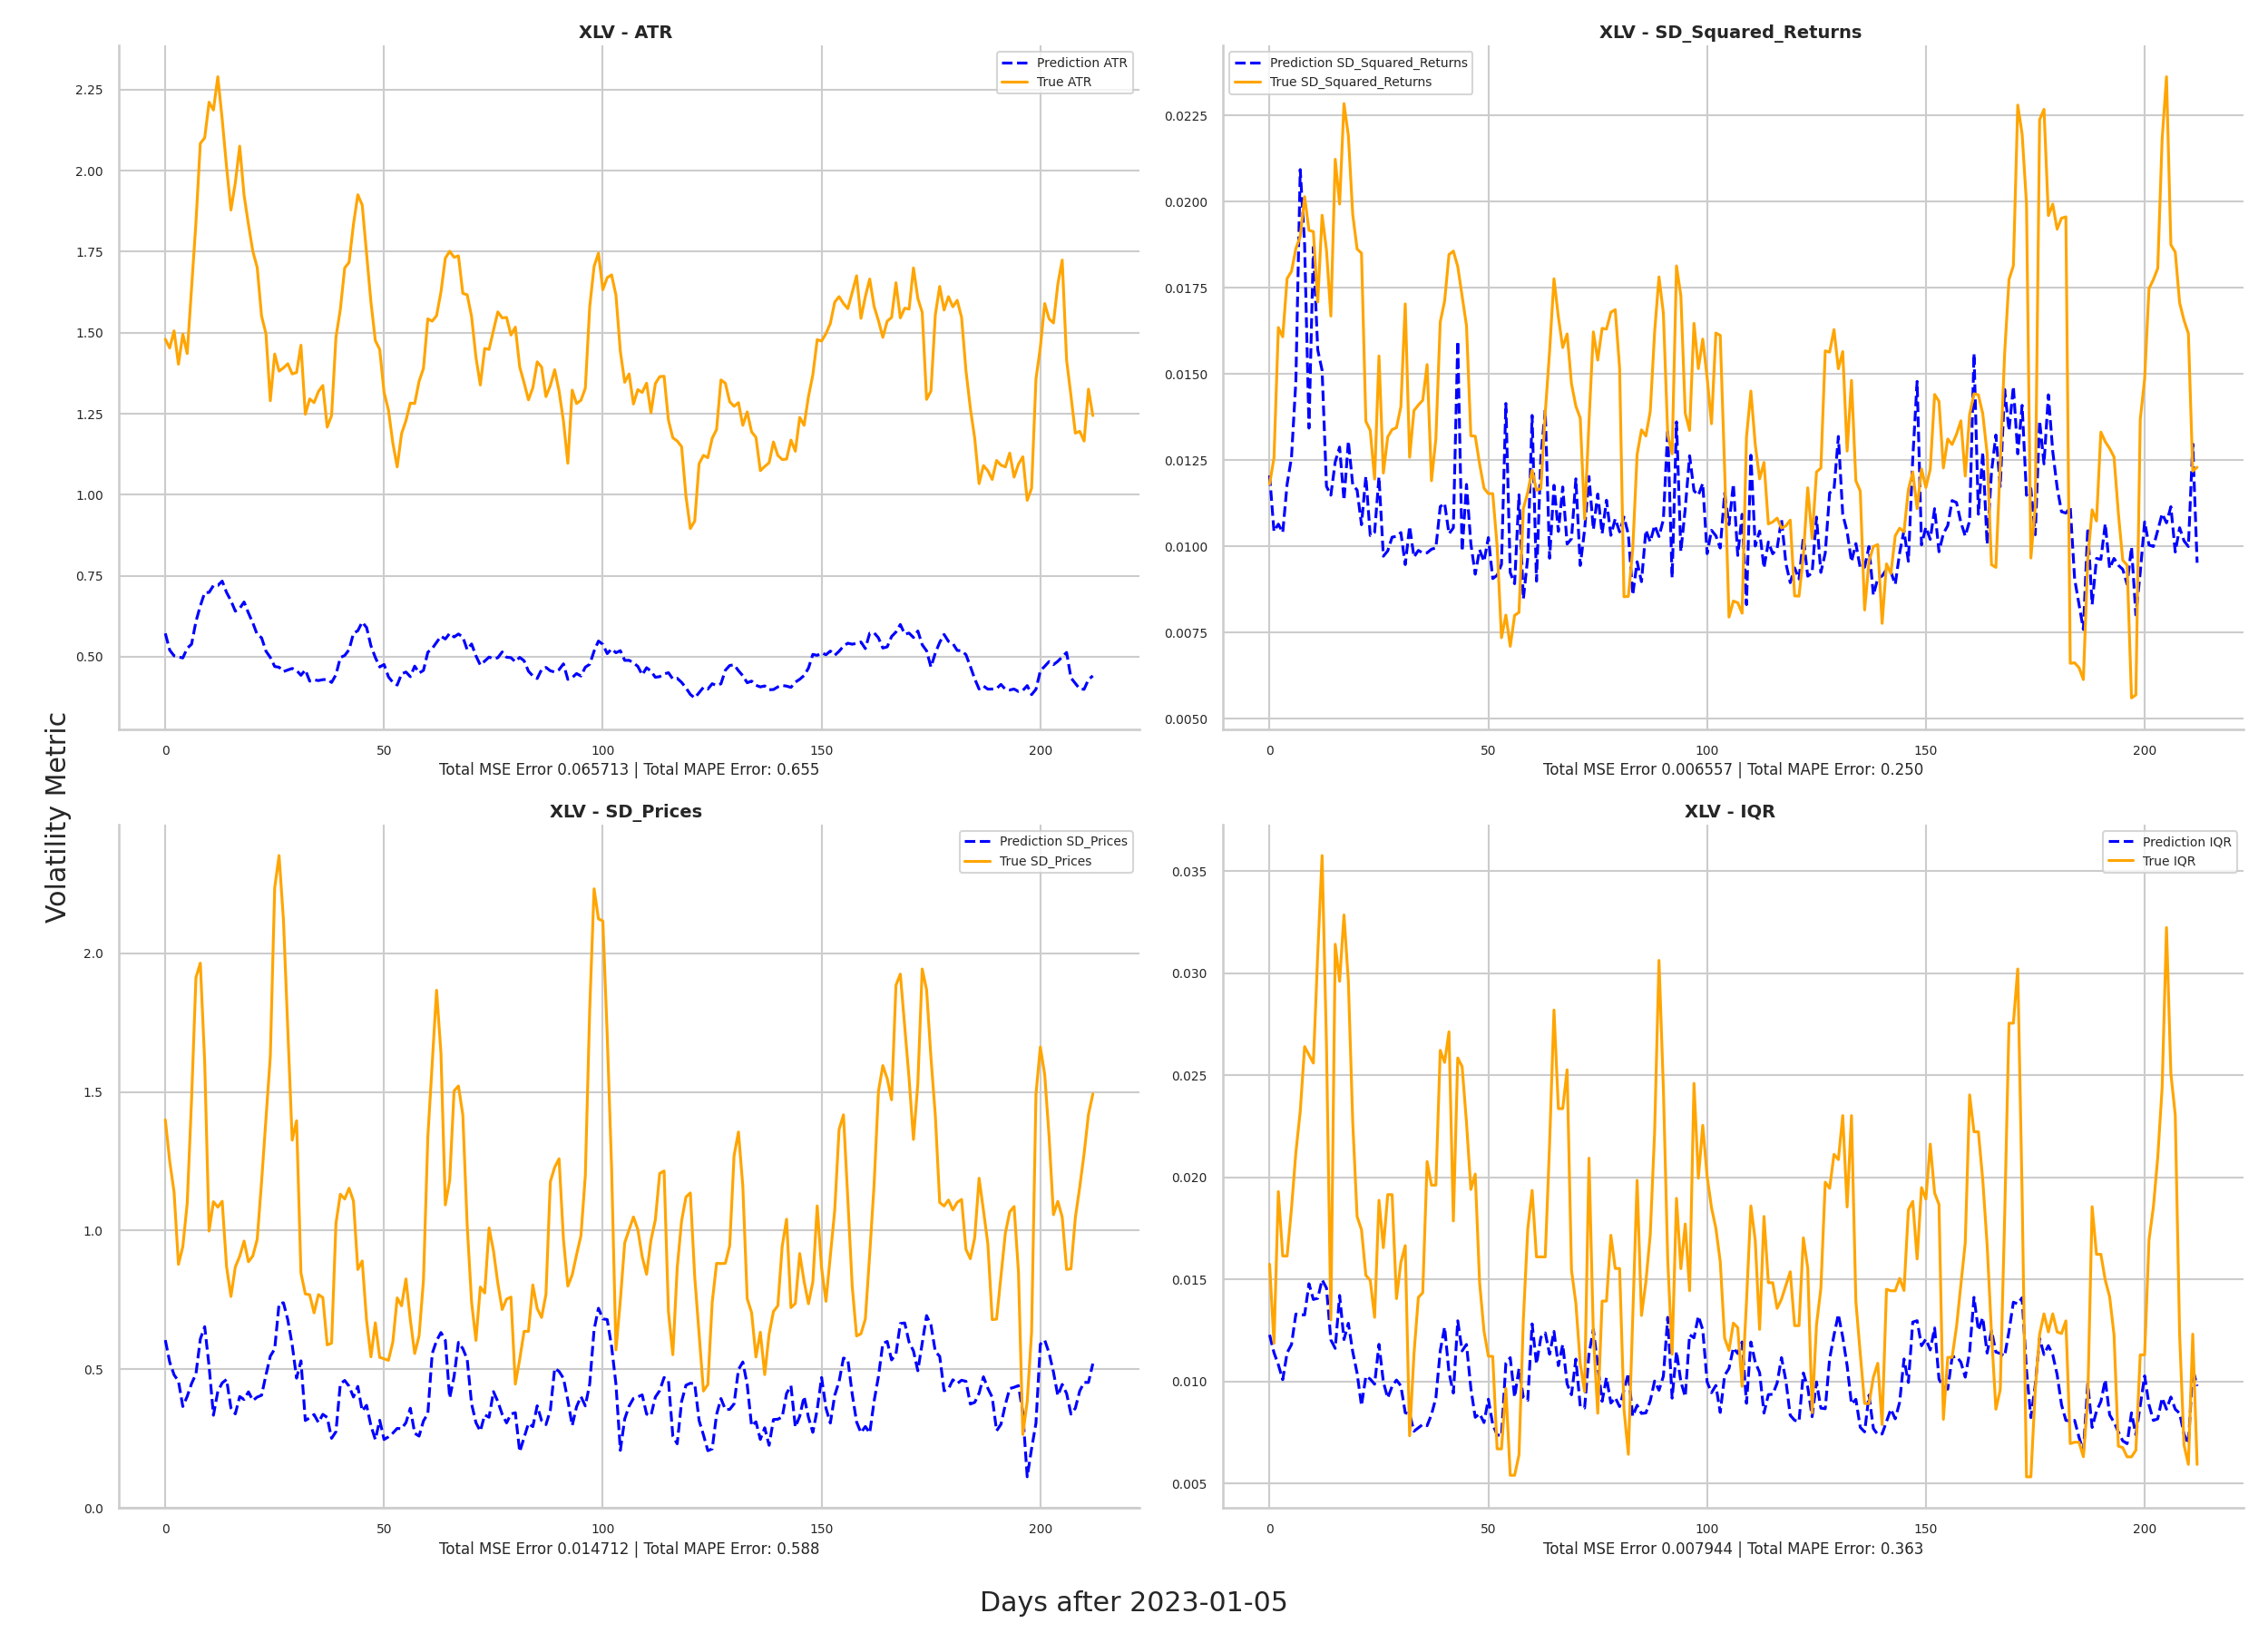 XLV - ATR
Prediction ATR
True ATR
2.25
2.00
1.75
1.50
1.25
1.00
0.75
0.50
0
50
100
150
200
Total MSE Error 0.065713 | Total MAPE Error: 0.655
XLV - SD_Squared_Returns
Prediction SD_Squared_Returns
True SD_Squared_Returns
0.0225
0.0200
0.0175
0.0150
0.0125
0.0100
0.0075
0.0050
0
50
100
150
200
Total MSE Error 0.006557 | Total MAPE Error: 0.250
Volatility Metric
XLV - SD_Prices
Prediction SD_Prices
True SD_Prices
2.0
1.5
1.0
0.5
0.0
0
50
100
150
200
Total MSE Error 0.014712 | Total MAPE Error: 0.588
XLV - IQR
Prediction IQR
True IQR
0.035
0.030
0.025
0.020
0.015
0.010
0.005
0
50
100
150
200
Total MSE Error 0.007944 | Total MAPE Error: 0.363
Days after 2023-01-05